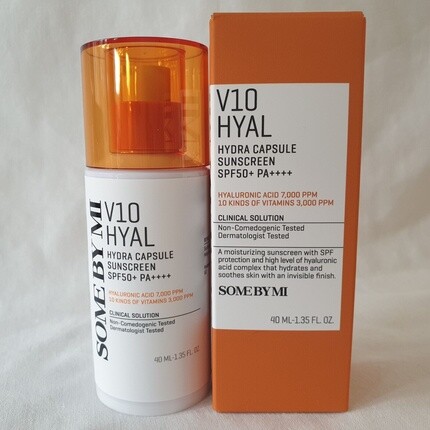 SOME BY MI
V10
HYAL
HYDRA CAPSULE
SUNSCREEN
SPF50+ PA++++
HYALURONIC ACID 7,000 PPM
10 KINDS OF VITAMINS 3,000 PPM
CLINICAL SOLUTION
Non-Comedogenic Tested
Dermatologist Tested
40 ML-1.35 FL. OZ.
V10
HYAL
HYDRA CAPSULE
SUNSCREEN
SPF50+ PA++++
HYALURONIC ACID 7,000 PPM
10 KINDS OF VITAMINS 3,000 PPM
CLINICAL SOLUTION
Non-Comedogenic Tested
Dermatologist Tested
A moisturizing sunscreen with SPF
protection and high level of hyaluronic
acid complex that hydrates and
soothes skin with an invisible finish.
SOME BY MI
40 ML-1.35 FL. OZ.